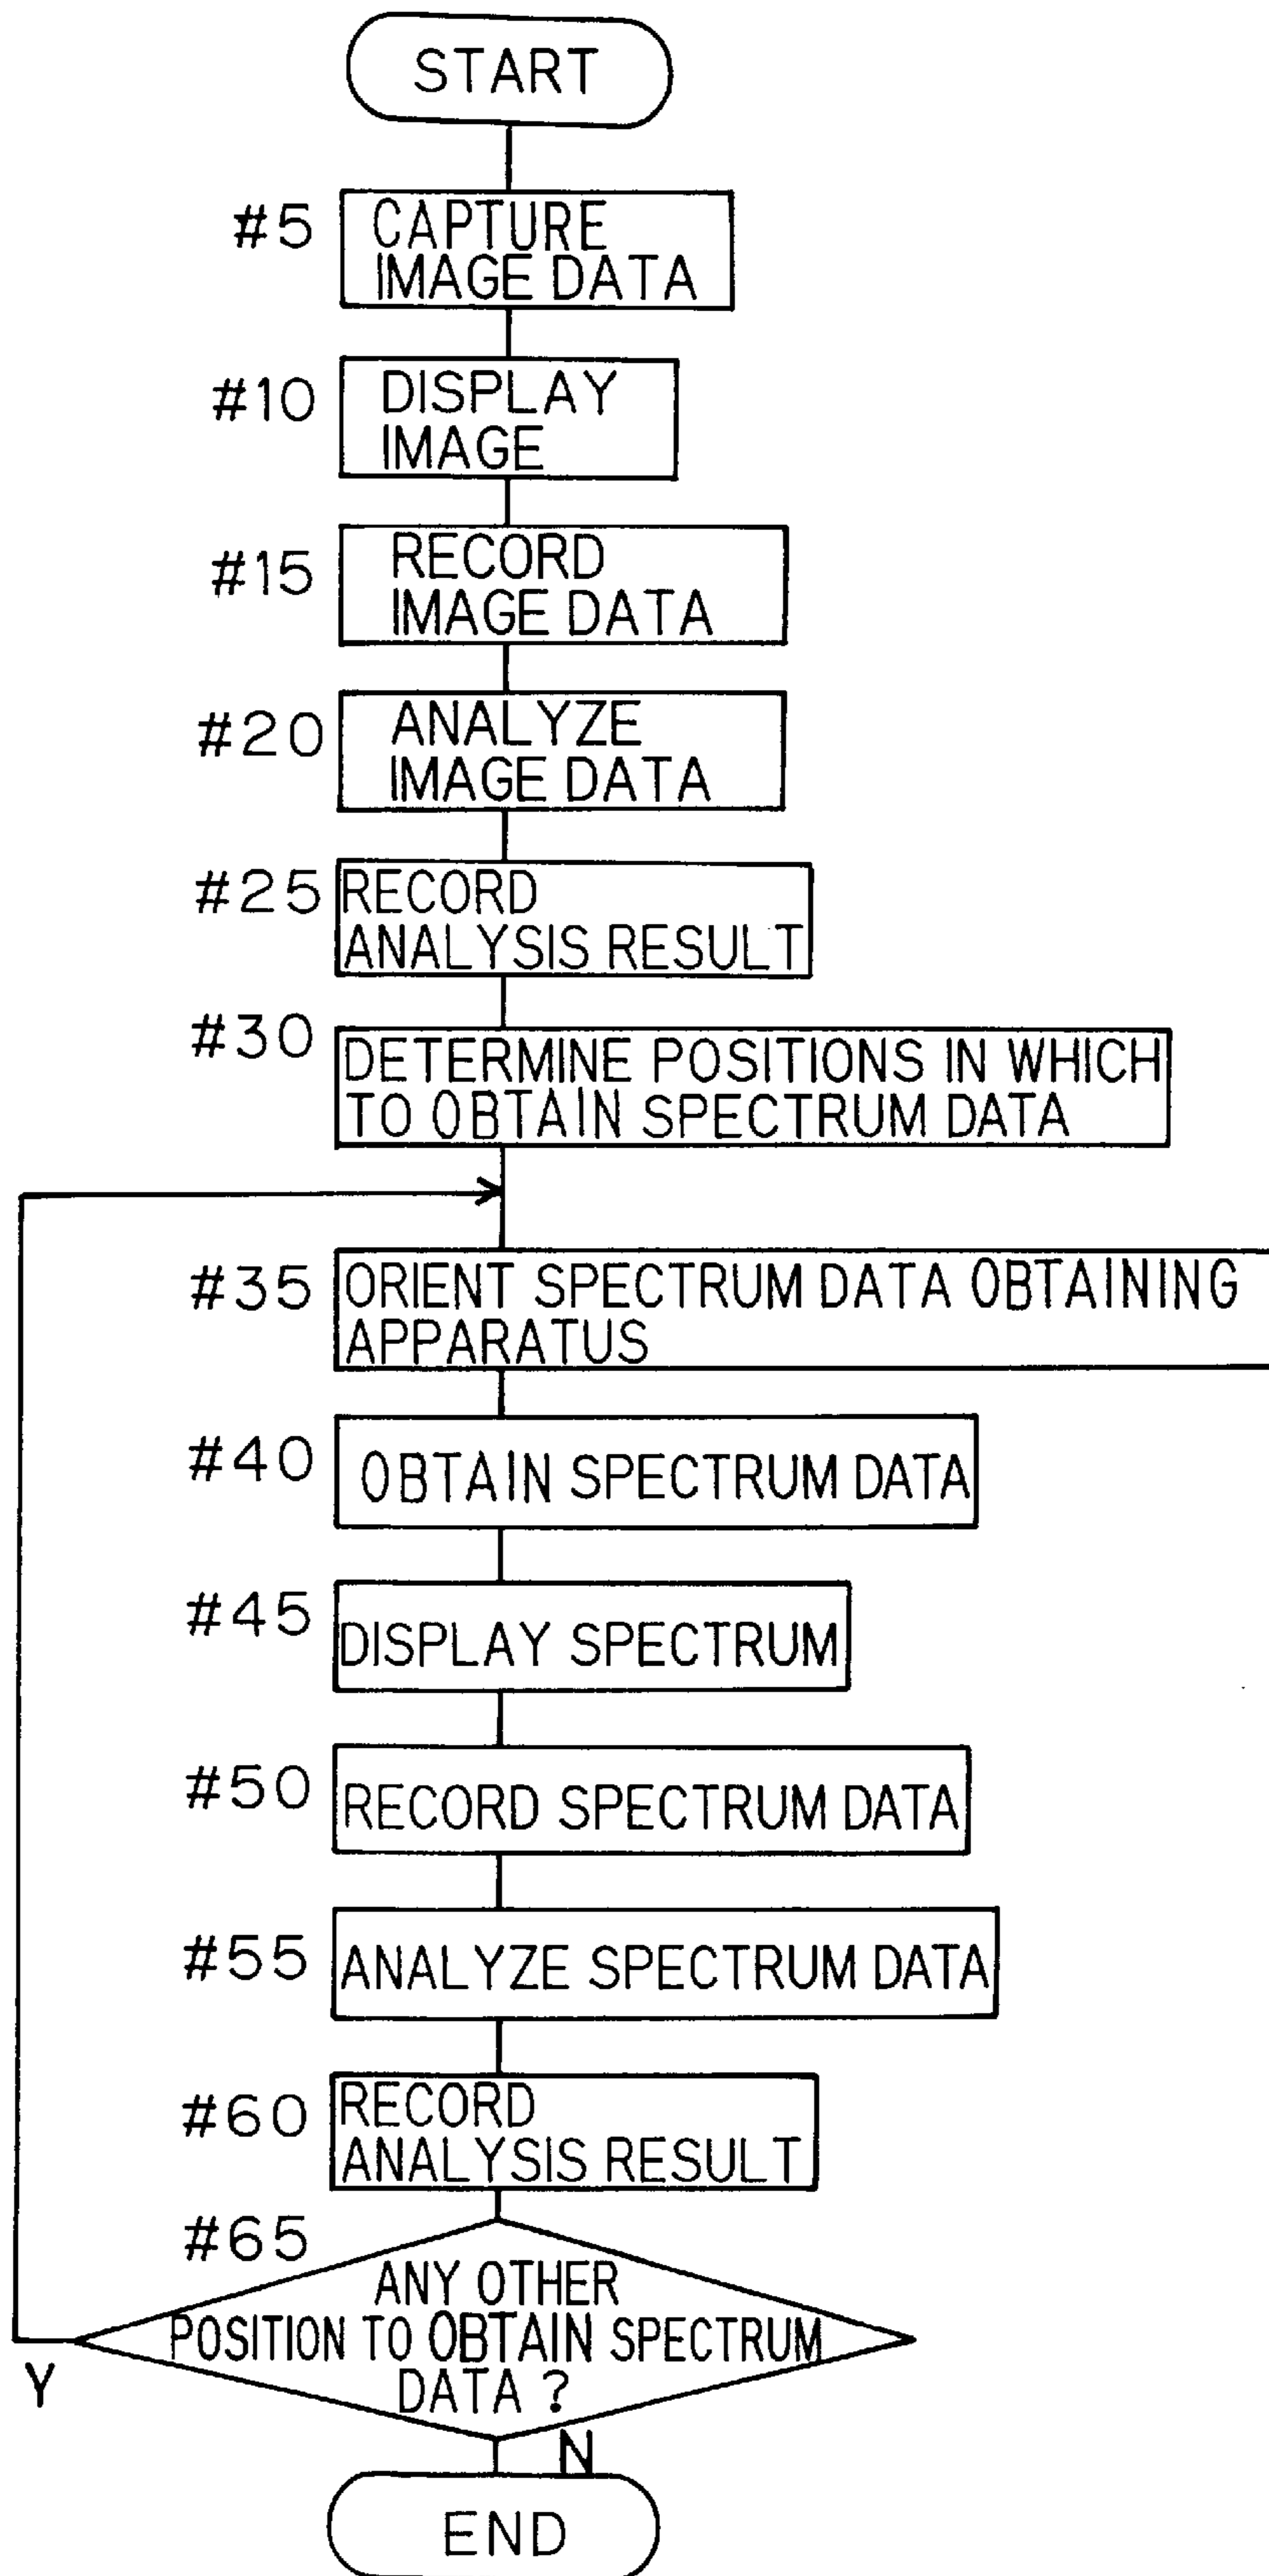 START
#5
CAPTURE
IMAGE DATA
#10
DISPLAY
IMAGE
#15
RECORD
IMAGE DATA
#20
ANALYZE
IMAGE DATA
#25
RECORD
ANALYSIS RESULT
#30
DETERMINE POSITIONS IN WHICH
TO OBTAIN SPECTRUM DATA
#35
ORIENT SPECTRUM DATA OBTAINING
APPARATUS
#40
OBTAIN SPECTRUM DATA
#45
DISPLAY SPECTRUM
#50
RECORD SPECTRUM DATA
#55
ANALYZE SPECTRUM DATA
#60
RECORD
ANALYSIS RESULT
#65
ANY OTHER
POSITION TO OBTAIN SPECTRUM
DATA ?
Y
N
END